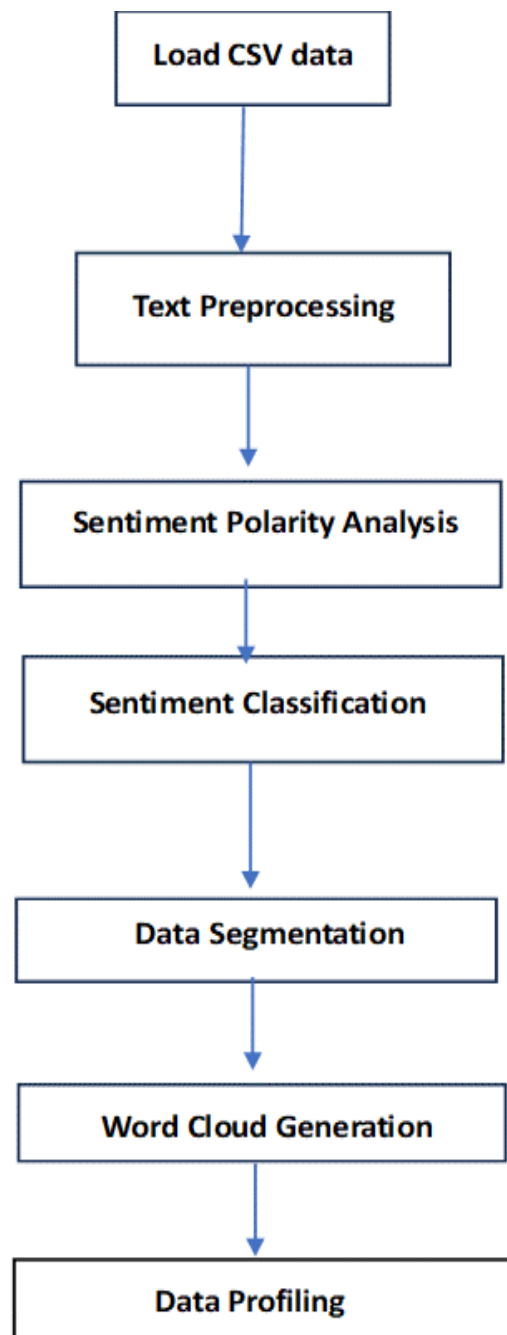 Load CSV data
Text Preprocessing
Sentiment Polarity Analysis
Sentiment Classification
Data Segmentation
Word Cloud Generation
Data Profiling